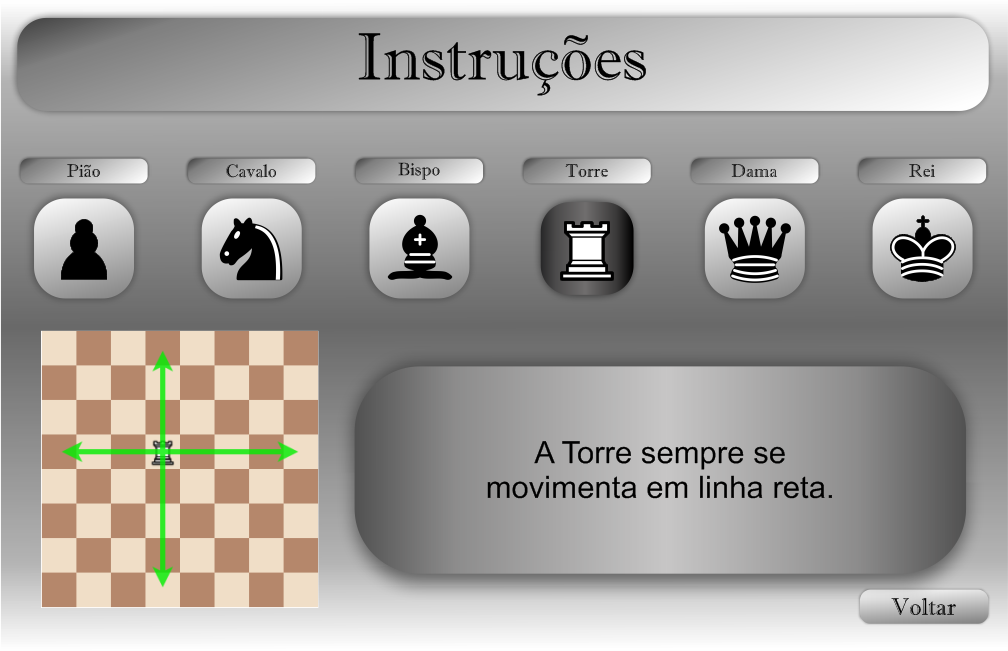 Instruções
Pião
Cavalo
Bispo
Torre
Dama
Rei
A Torre sempre se
movimenta em linha reta.
Voltar